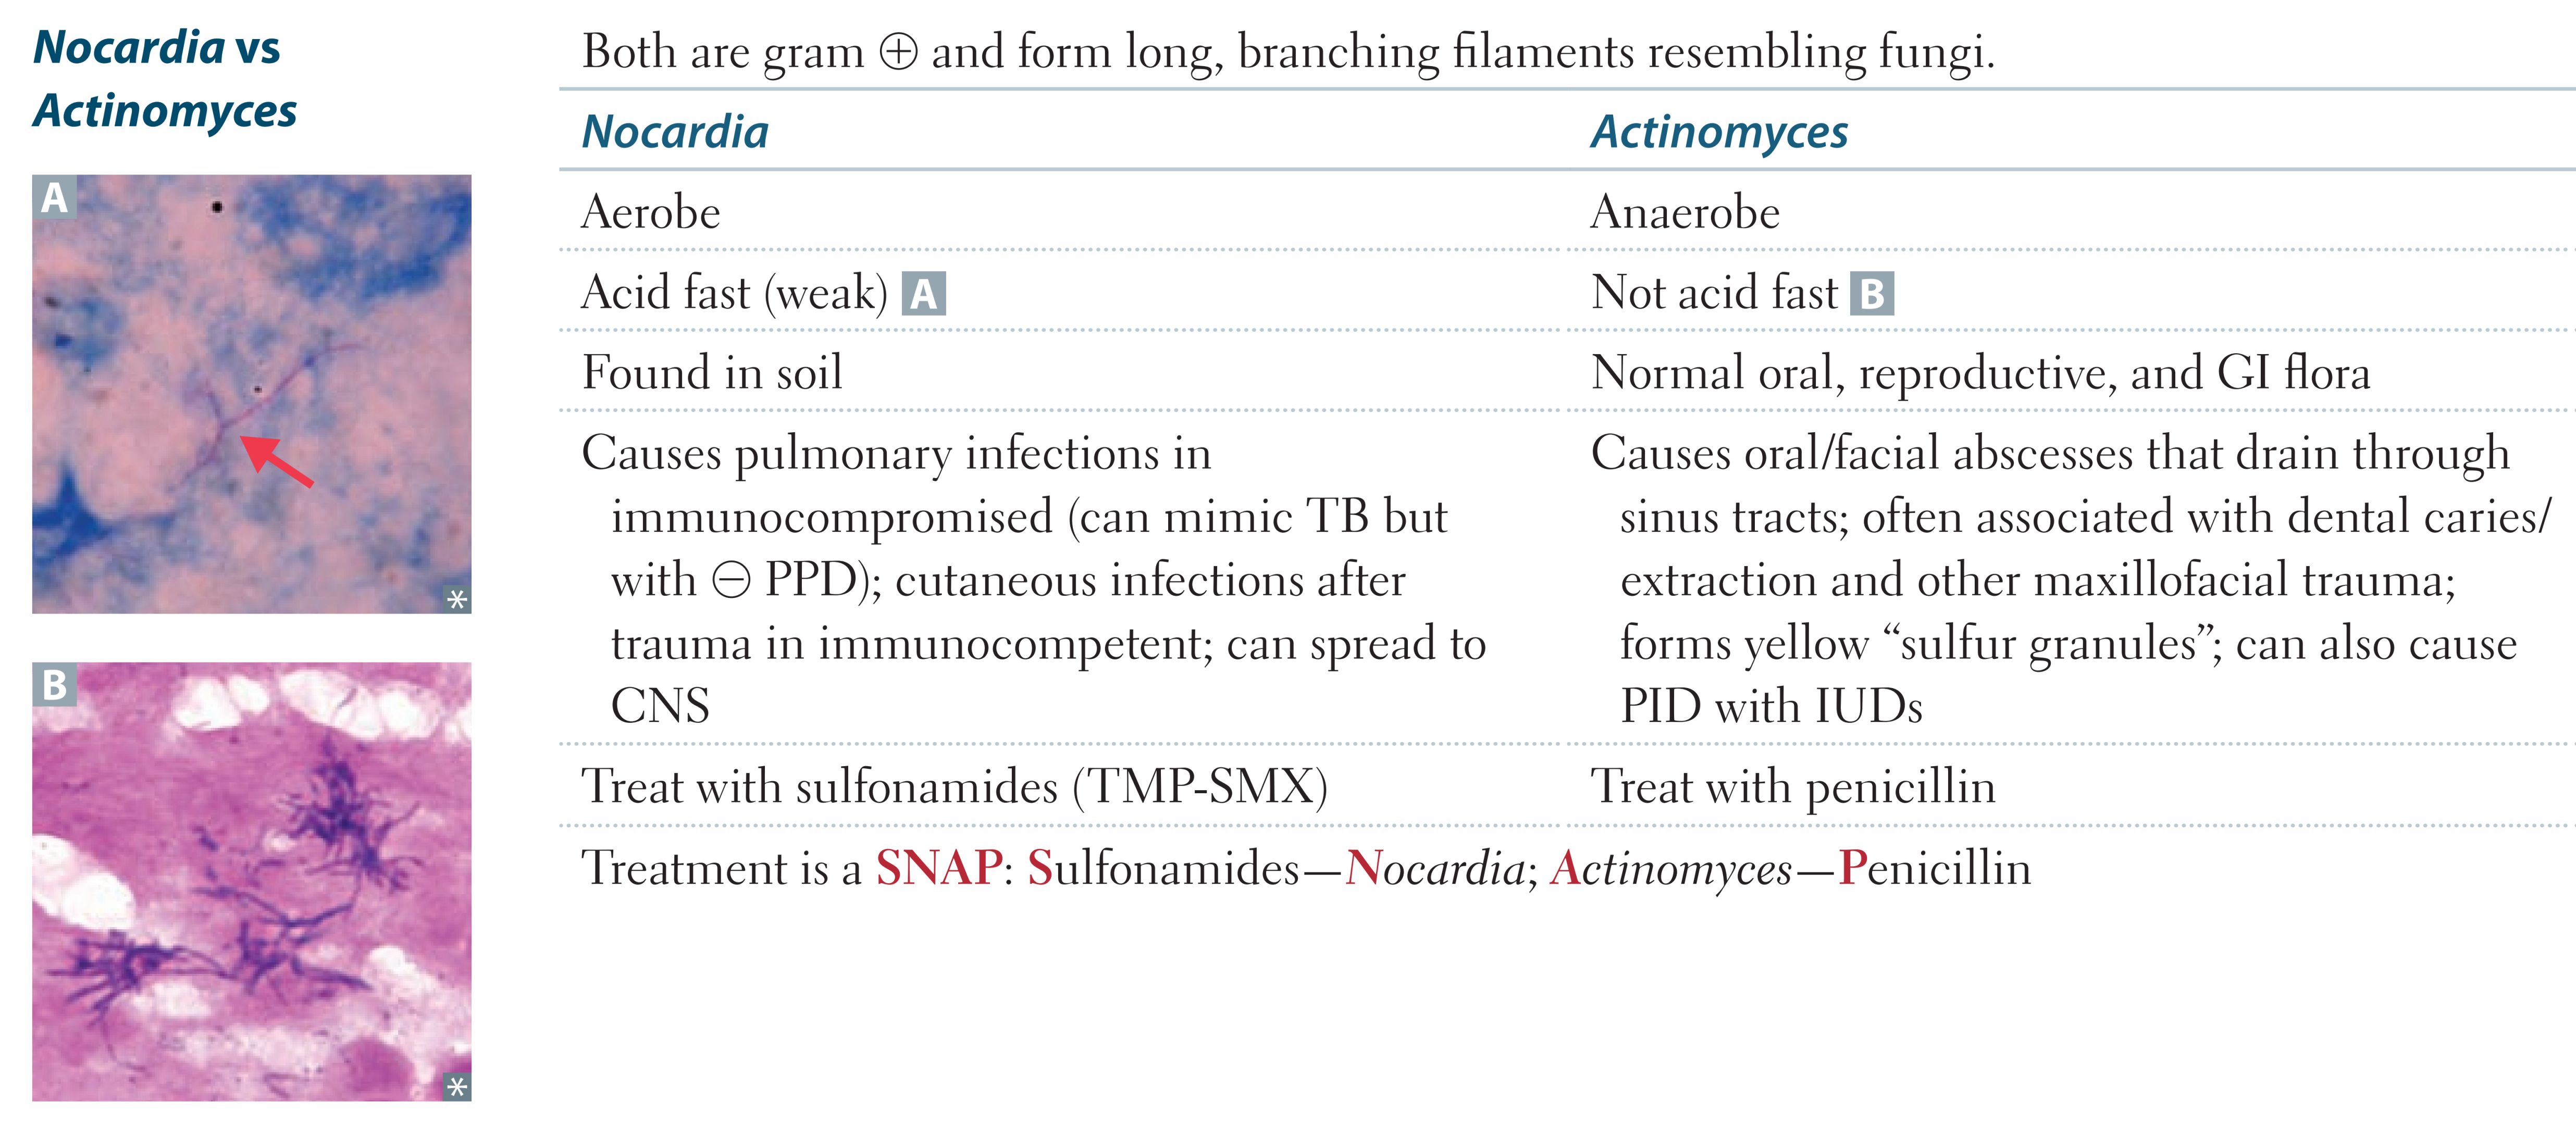 Nocardia vs
Actinomyces
Both are gram ⊕ and form long, branching filaments resembling fungi.
Nocardia
Actinomyces
Aerobe
Anaerobe
Acid fast (weak) A
Not acid fast B
Found in soil
Normal oral, reproductive, and GI flora
Causes pulmonary infections in
immunocompromised (can mimic TB but
with ⊖ PPD); cutaneous infections after
trauma in immunocompetent; can spread to
CNS
Causes oral/facial abscesses that drain through
sinus tracts; often associated with dental caries/
extraction and other maxillofacial trauma;
forms yellow “sulfur granules”; can also cause
PID with IUDs
Treat with sulfonamides (TMP-SMX)
Treat with penicillin
Treatment is a SNAP: Sulfonamides—Nocardia; Actinomyces—Penicillin
A
*
B
*